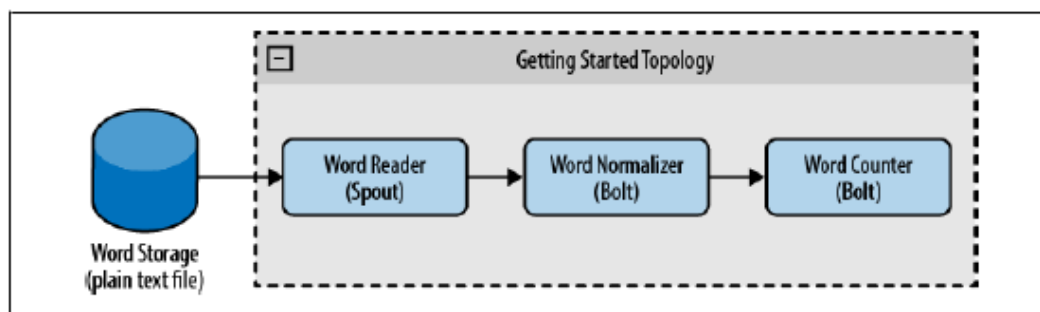 Getting Started Topology
Word Reader
(Spout)
Word Normalizer
(Bolt)
Word Counter
(Bolt)
Word Storage
(plain text file)